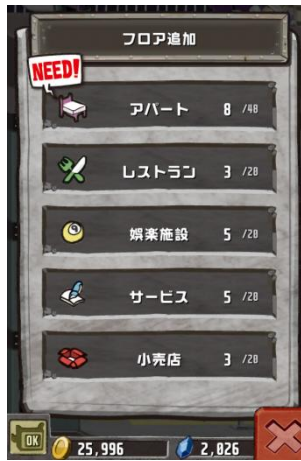 フロア追加
NEED!
アパート 8 /40
レストラン 3 /20
娯楽施設 5 /20
サービス 5 /20
小売店 3 /20
OK 25,996 2,026